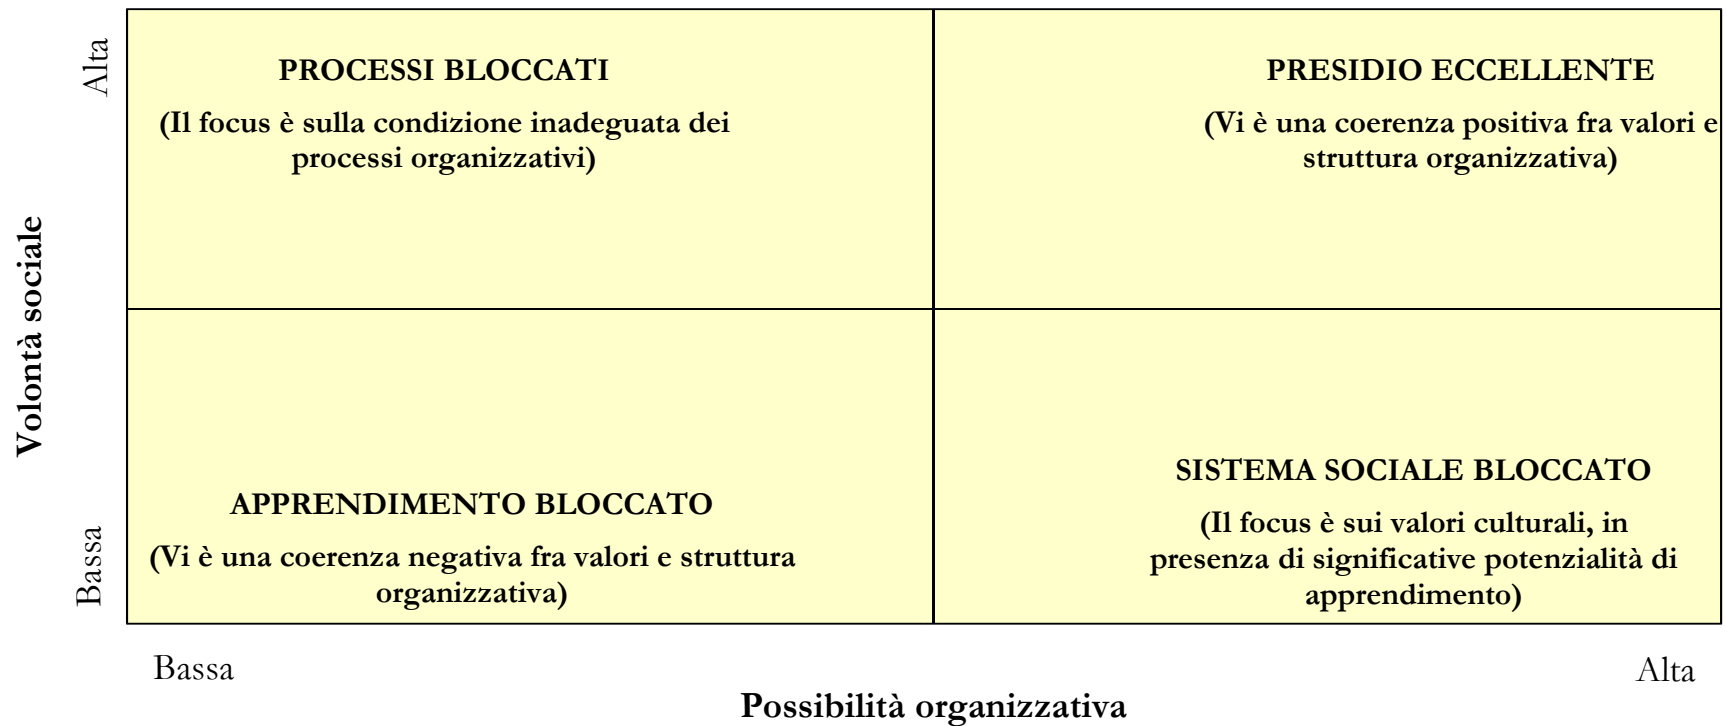 Alta
PROCESSI BLOCCATI
(Il focus è sulla condizione inadeguata dei
processi organizzativi)
PRESIDIO ECCELLENTE
(Vi è una coerenza positiva fra valori e
struttura organizzativa)
Volontà sociale
APPRENDIMENTO BLOCCATO
(Vi è una coerenza negativa fra valori e struttura
organizzativa)
SISTEMA SOCIALE BLOCCATO
(Il focus è sui valori culturali, in
presenza di significative potenzialità di
apprendimento)
Bassa
Bassa
Alta
Possibilità organizzativa